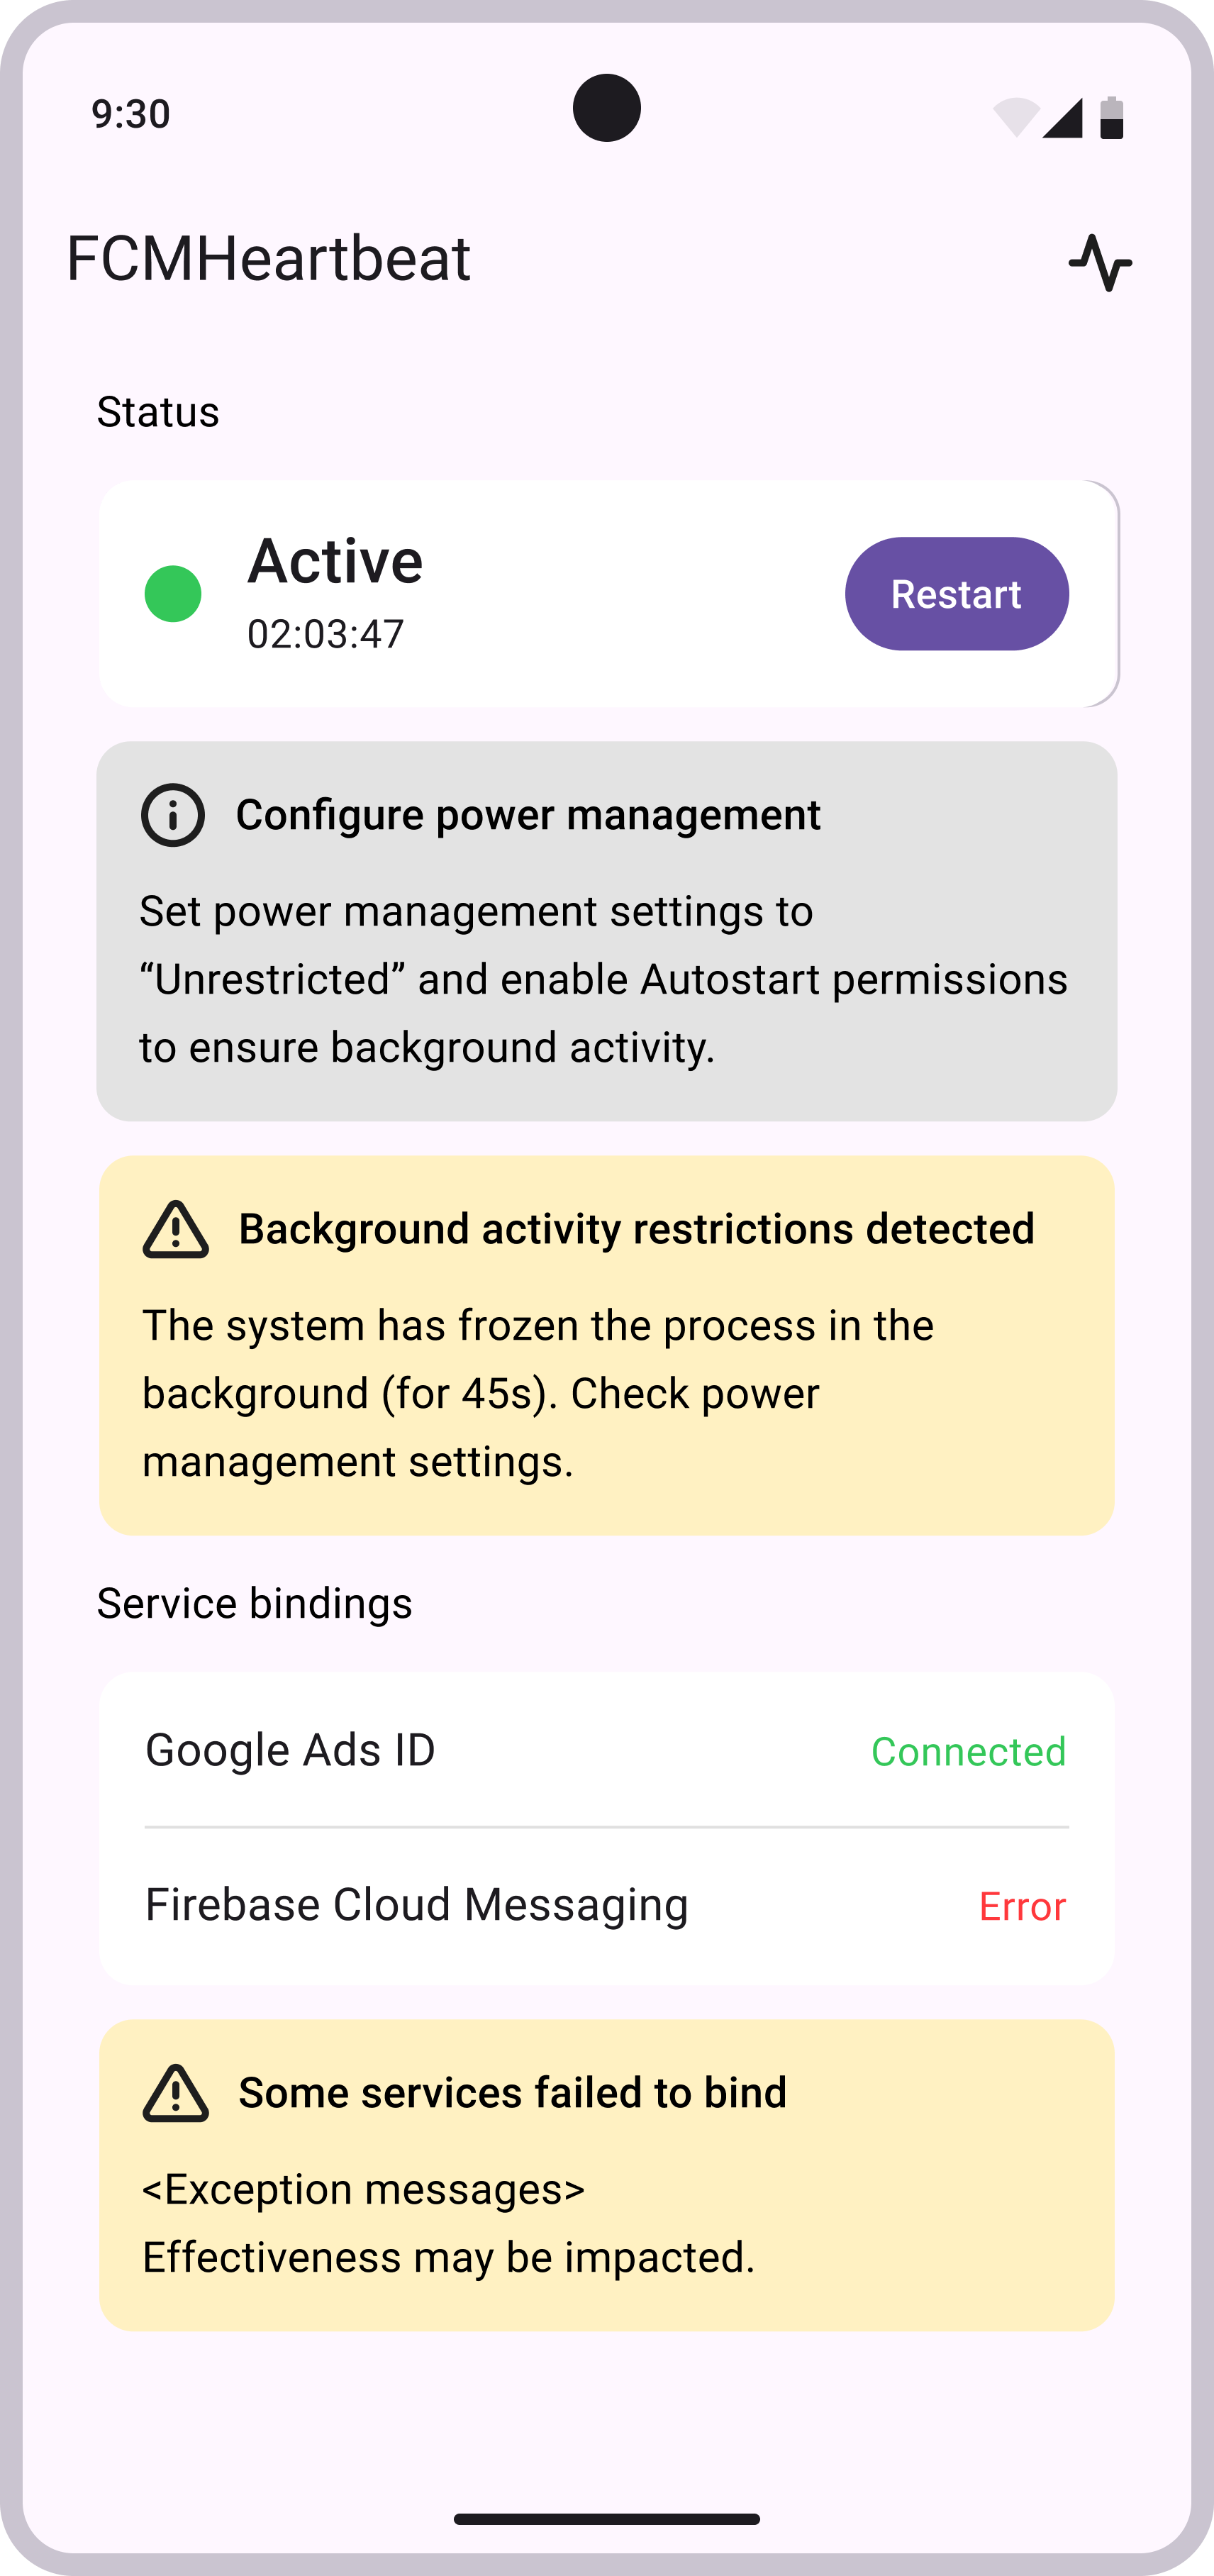 9:30
FCMHeartbeat
Status
Active
Restart
02:03:47
Configure power management
Set power management settings to
“Unrestricted” and enable Autostart permissions
to ensure background activity.
Background activity restrictions detected
The system has frozen the process in the
background (for 45s). Check power
management settings.
Service bindings
Google Ads ID
Connected
Firebase Cloud Messaging
Error
Some services failed to bind
<Exception messages>
Effectiveness may be impacted.